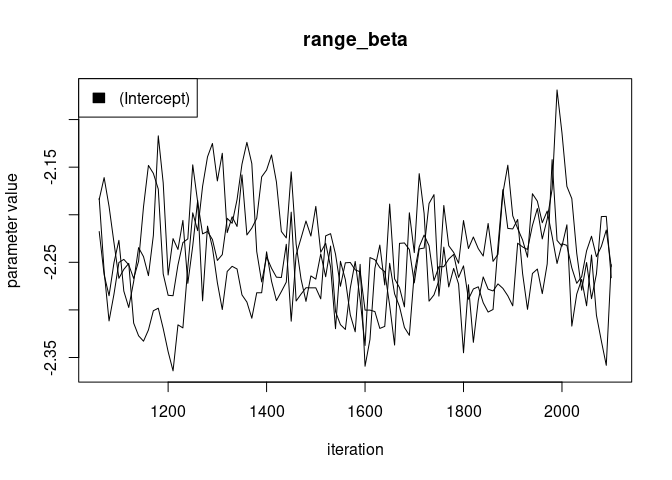 range_beta
(Intercept)
parameter value
-2.15
-2.25
-2.35
1200 1400 1600 1800 2000
iteration